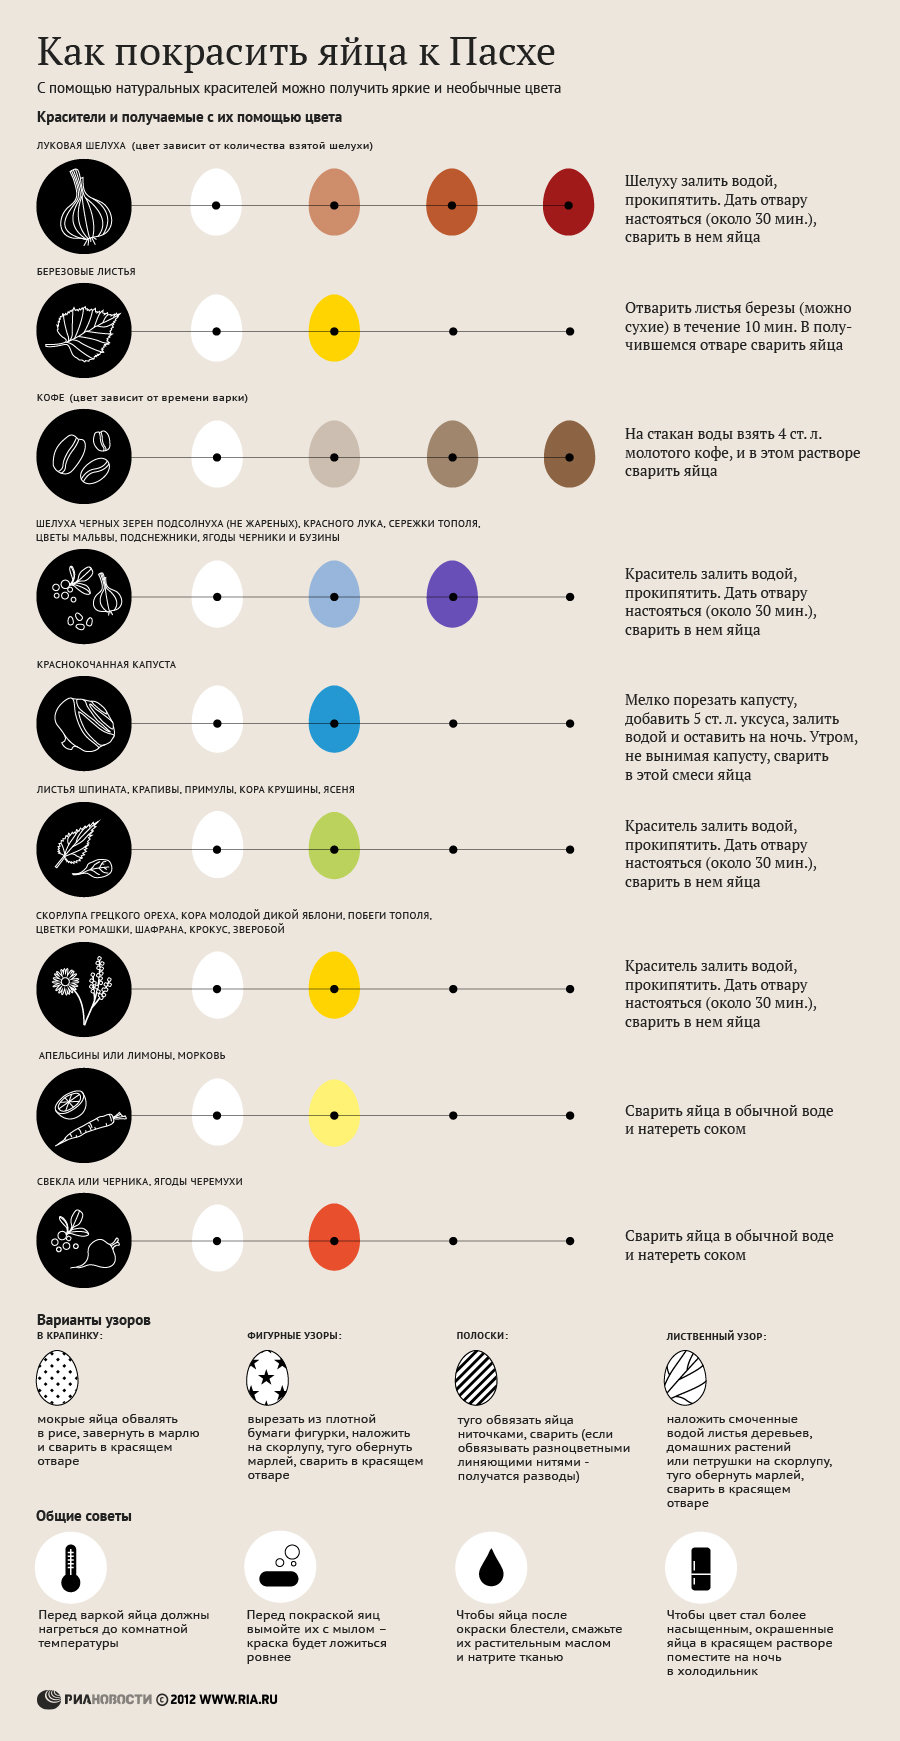 Как покрасить яйца к Пасхе
С помощью натуральных красителей можно получить яркие и необычные цвета
Красители и получаемые с их помощью цвета
ЛУКОВАЯ ШЕЛУХА (цвет зависит от количества взятой шелухи)
Шелуху залить водой,
прокипятить. Дать отвару
настояться (около 30 мин.),
сварить в нем яйца
БЕРЕЗОВЫЕ ЛИСТЬЯ
Отварить листья березы (можно
сухие) в течение 10 мин. В полу-
чившемся отваре сварить яйца
КОФЕ (цвет зависит от времени варки)
На стакан воды взять 4 ст. л.
молотого кофе, и в этом растворе
сварить яйца
ШЕЛУХА ЧЕРНЫХ ЗЕРЕН ПОДСОЛНУХА (НЕ ЖАРЕНЫХ), КРАСНОГО ЛУКА, СЕРЕЖКИ ТОПОЛЯ,
ЦВЕТЫ МАЛЬВЫ, ПОДСНЕЖНИКИ, ЯГОДЫ ЧЕРНИКИ И БУЗИНЫ
Краситель залить водой,
прокипятить. Дать отвару
настояться (около 30 мин.),
сварить в нем яйца
КРАСНОКОЧАННАЯ КАПУСТА
Мелко порезать капусту,
добавить 5 ст. л. уксуса, залить
водой и оставить на ночь. Утром,
не вынимая капусту, сварить
в этой смеси яйца
ЛИСТЬЯ ШПИНАТА, КРАПИВЫ, ПРИМУЛЫ, КОРА КРУШИНЫ, ЯСЕНЯ
Краситель залить водой,
прокипятить. Дать отвару
настояться (около 30 мин.),
сварить в нем яйца
СКОРЛУПА ГРЕЦКОГО ОРЕХА, КОРА МОЛОДОЙ ДИКОЙ ЯБЛОНИ, ПОБЕГИ ТОПОЛЯ,
ЦВЕТКИ РОМАШКИ, ШАФРАНА, КРОКУС, ЗВЕРОБОЙ
Краситель залить водой,
прокипятить. Дать отвару
настояться (около 30 мин.),
сварить в нем яйца
АПЕЛЬСИНЫ ИЛИ ЛИМОНЫ, МОРКОВЬ
Сварить яйца в обычной воде
и натереть соком
СВЕКЛА ИЛИ ЧЕРНИКА, ЯГОДЫ ЧЕРЕМУХИ
Сварить яйца в обычной воде
и натереть соком
Варианты узоров
В КРАПИНКУ:
мокрые яйца обвалять
в рисе, завернуть в марлю
и сварить в красящем
отваре
ФИГУРНЫЕ УЗОРЫ:
вырезать из плотной
бумаги фигурки, наложить
на скорлупу, туго обернуть
марлей, сварить в красящем
отваре
ПОЛОСКИ:
туго обвязать яйца
ниточками, сварить (если
обвязывать разноцветными
линяющими нитями -
получатся разводы)
ЛИСТВЕННЫЙ УЗОР:
наложить смоченные
водой листья деревьев,
домашних растений
или петрушки на скорлупу,
туго обернуть марлей,
сварить в красящем
отваре
Общие советы
Перед варкой яйца должны
нагреться до комнатной
температуры
Перед покраской яиц
вымойте их с мылом –
краска будет ложиться
ровнее
Чтобы яйца после
окраски блестели, смажьте
их растительным маслом
и натрите тканью
Чтобы цвет стал более
насыщенным, окрашенные
яйца в красящем растворе
поместите на ночь
в холодильник
РИАНОВОСТИ © 2012 WWW.RIA.RU